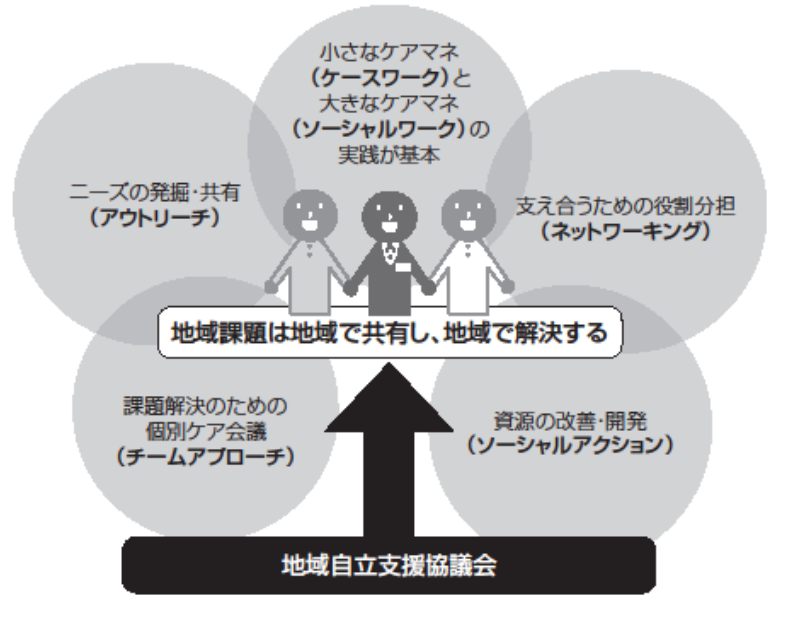 小さなケアマネ
（ケースワーク）と
大きなケアマネ
（ソーシャルワーク）の
実践が基本
ニーズの発掘・共有
（アウトリーチ）
支え合うための役割分担
（ネットワーキング）
地域課題は地域で共有し、地域で解決する
課題解決のための
個別ケア会議
（チームアプローチ）
資源の改善・開発
（ソーシャルアクション）
地域自立支援協議会